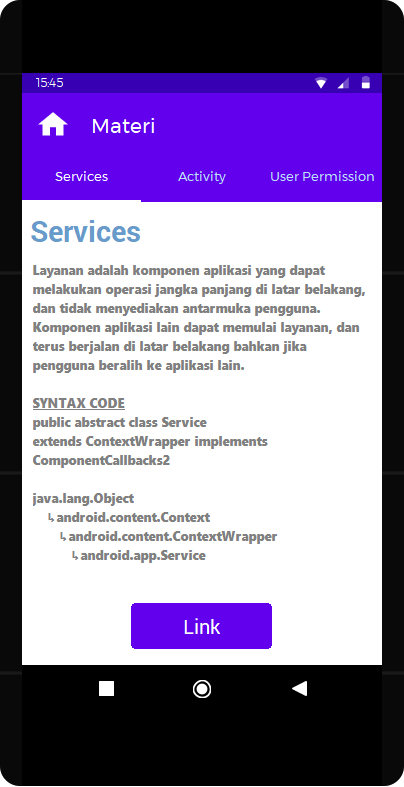 15:45
Materi
Services Activity User Permission
Services
Layanan adalah komponen aplikasi yang dapat
melakukan operasi jangka panjang di latar belakang,
dan tidak menyediakan antarmuka pengguna.
Komponen aplikasi lain dapat memulai layanan, dan
terus berjalan di latar belakang bahkan jika
pengguna beralih ke aplikasi lain.
SYNTAX CODE
public abstract class Service
extends ContextWrapper implements
ComponentCallbacks2
java.lang.Object
↳android.content.Context
↳android.content.ContextWrapper
↳android.app.Service
Link